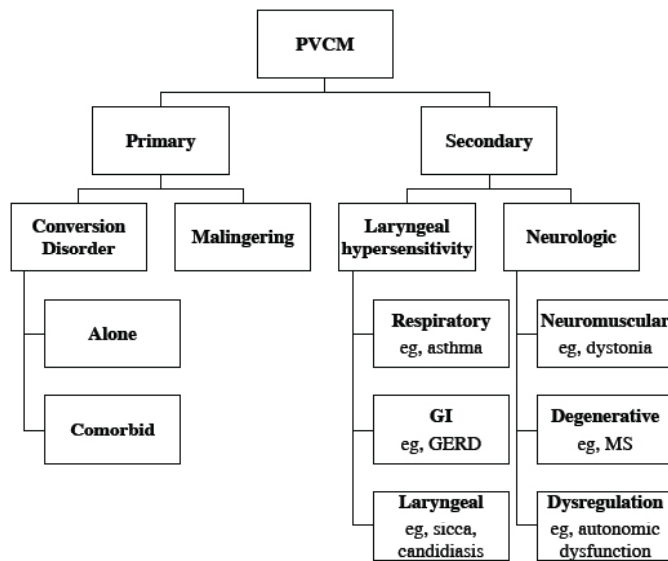 PVCM
Primary
Secondary
Conversion
Disorder
Malingering
Laryngeal
hypersensitivity
Neurologic
Alone
Comorbid
Respiratory
eg, asthma
GI
eg, GERD
Laryngeal
eg, sicca,
candidiasis
Neuromuscular
eg, dystonia
Degenerative
eg, MS
Dysregulation
eg, autonomic
dysfunction